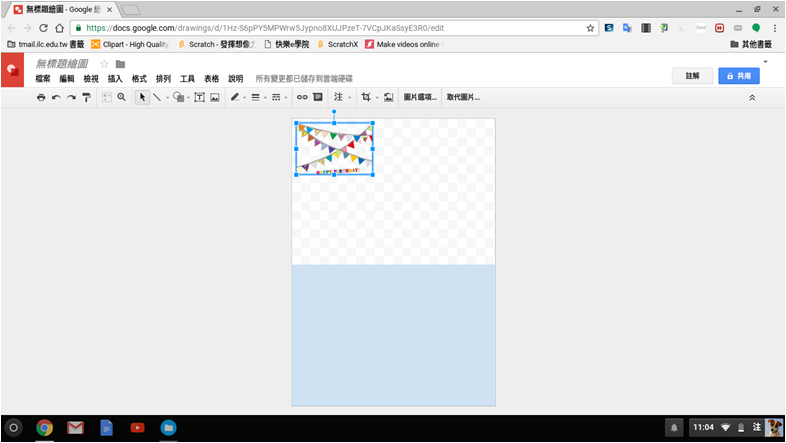 無標題繪圖 - Google 繪
https://docs.google.com/drawings/d/1Hz-S6pPY5MPWrw5Jypno8XUJPzeT-7VCpJKaSsyE3R0/edit
tmail.ilc.edu.tw 書籤 Clipart - High Quality Scratch - 發揮想像力 快樂e學院 ScratchX Make videos online 其他書籤
無標題繪圖
檔案 編輯 檢視 插入 格式 排列 工具 表格 說明 所有變更都已儲存到雲端硬碟
註解 共用
注 圖片選項... 取代圖片...
HAPPY BIRTHDAY!
11:04 注